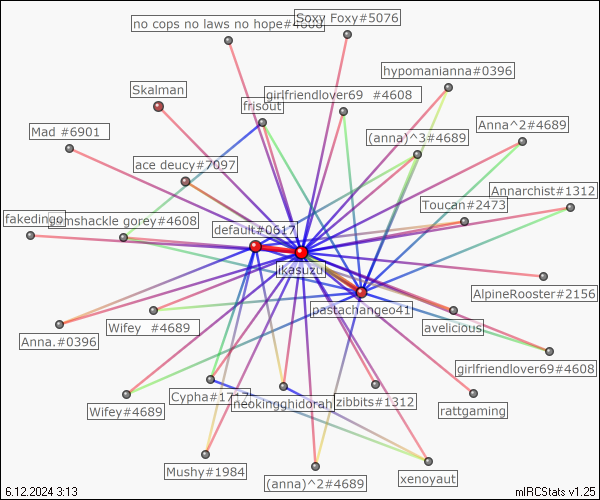 no cops no laws no hope#4608
Soxy Foxy#5076
hypomanianna#0396
Skalman
girlfriendlover69 #4608
frisout
Mad #6901
(anna)^3#4689
Anna^2#4689
ace deucy#7097
Toucan#2473
Annarchist#1312
fakedingo
gorey#4608
default#0617
ikasuzu
AlpineRooster#2156
pastachangeo41
Anna.#0396
Wifey #4689
avelicious
girlfriendlover69#4608
Wifey#4689
Cypha#1717
neokingghidorah
zibbits#1312
rattgaming
Mushy#1984
(anna)^2#4689
xenoyaut
6.12.2024 3:13
mIRCStats v1.25